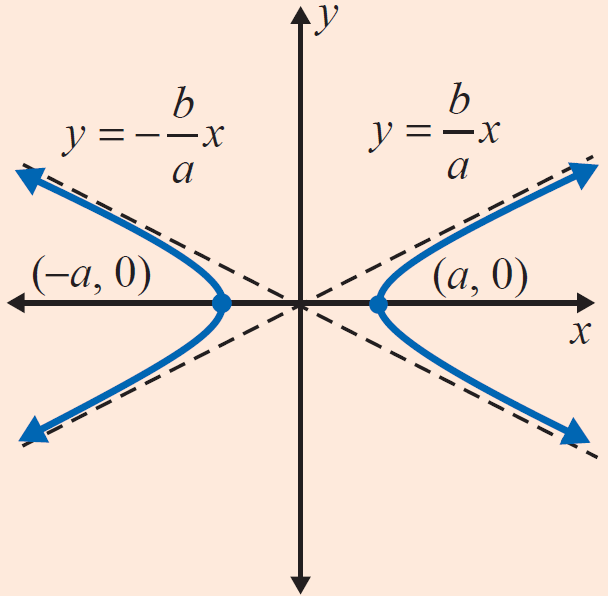 y
y = -b/a x
y = b/a x
(-a, 0)
(a, 0)
x